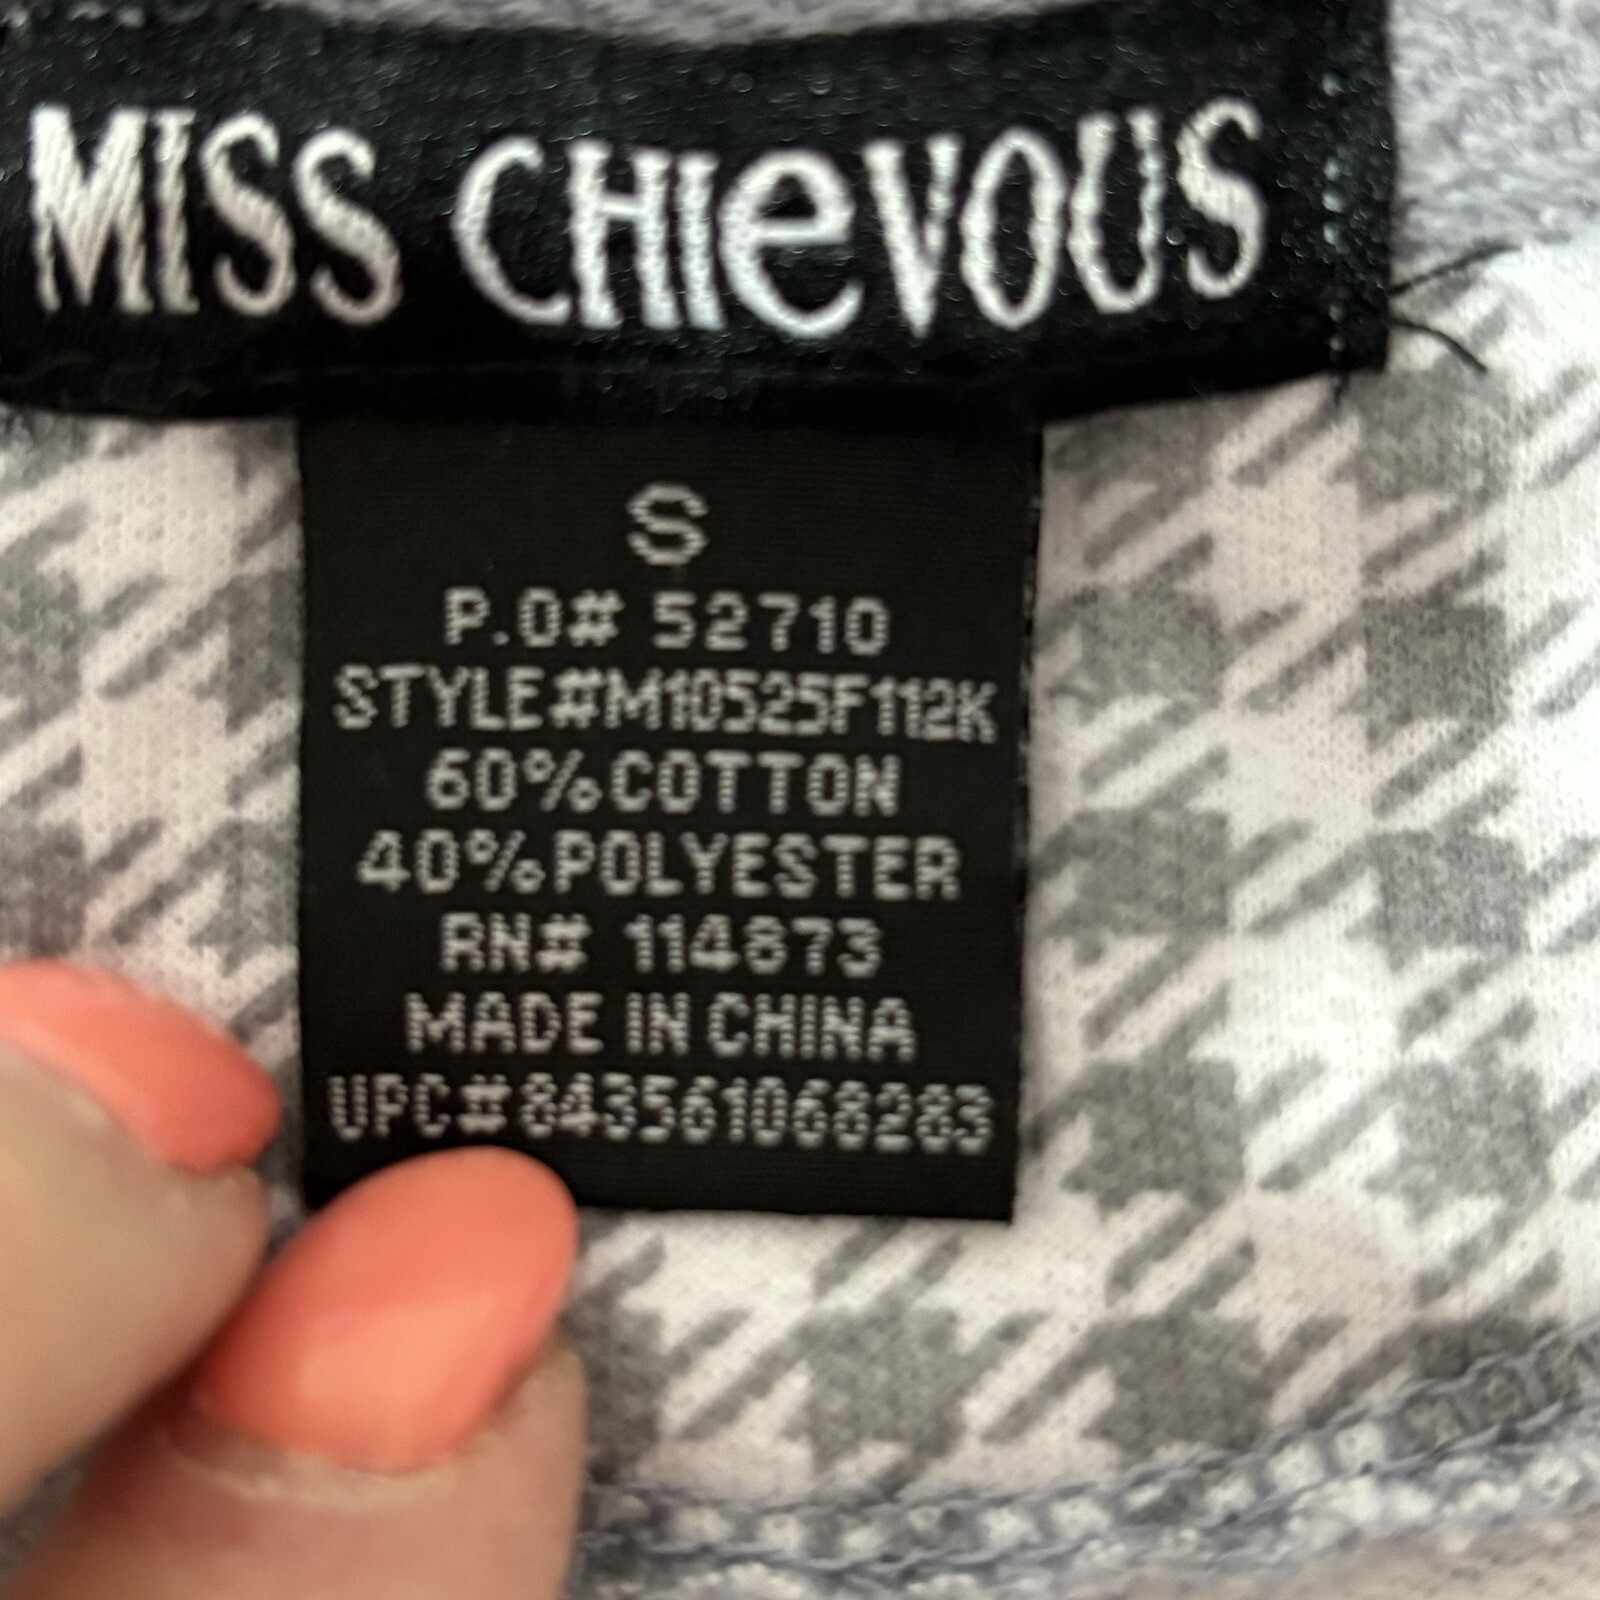 MISS CHIeVOUS
S
P.O# 52710
STYLE#M10525F112K
60%COTTON
40%POLYESTER
RN# 114873
MADE IN CHINA
UPC#843561068283